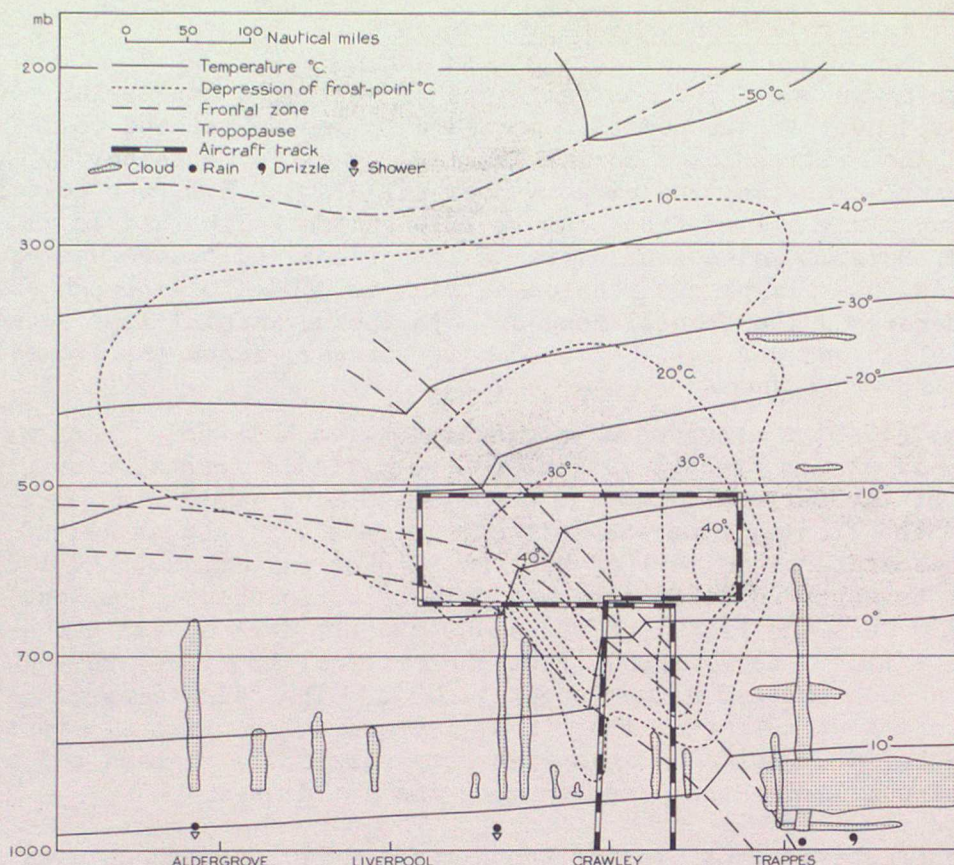 mb.
0 50 100 Nautical miles
Temperature °C.
Depression of frost-point °C.
Frontal zone
Tropopause
Aircraft track
Cloud Rain Drizzle Shower
200
-50°C.
10°
-40°
300
-30°
20°C.
-20°
30° 30°
500
-10°
40°
40°
0°
700
10°
1000
ALDERGROVE LIVERPOOL CRAWLEY TRAPPES